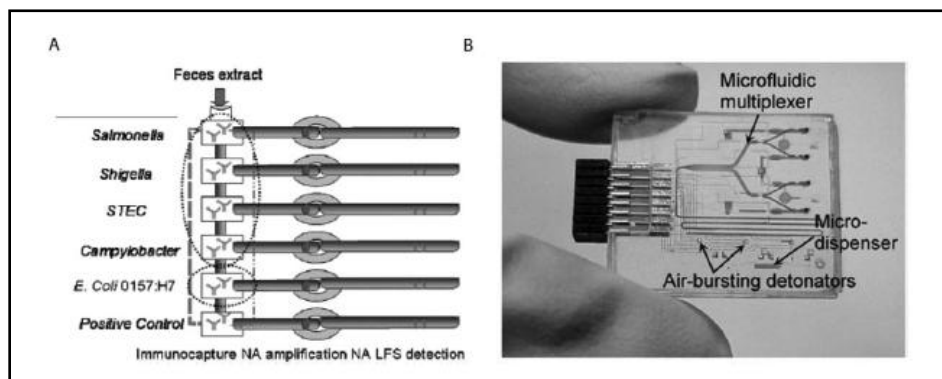 A
Feces extract
Salmonella
Shigella
STEC
Campylobacter
E. Coli 0157:H7
Positive Control
Immunocapture NA amplification NA LFS detection
B
Microfluidic
multiplexer
Micro-
dispenser
Air-bursting detonators